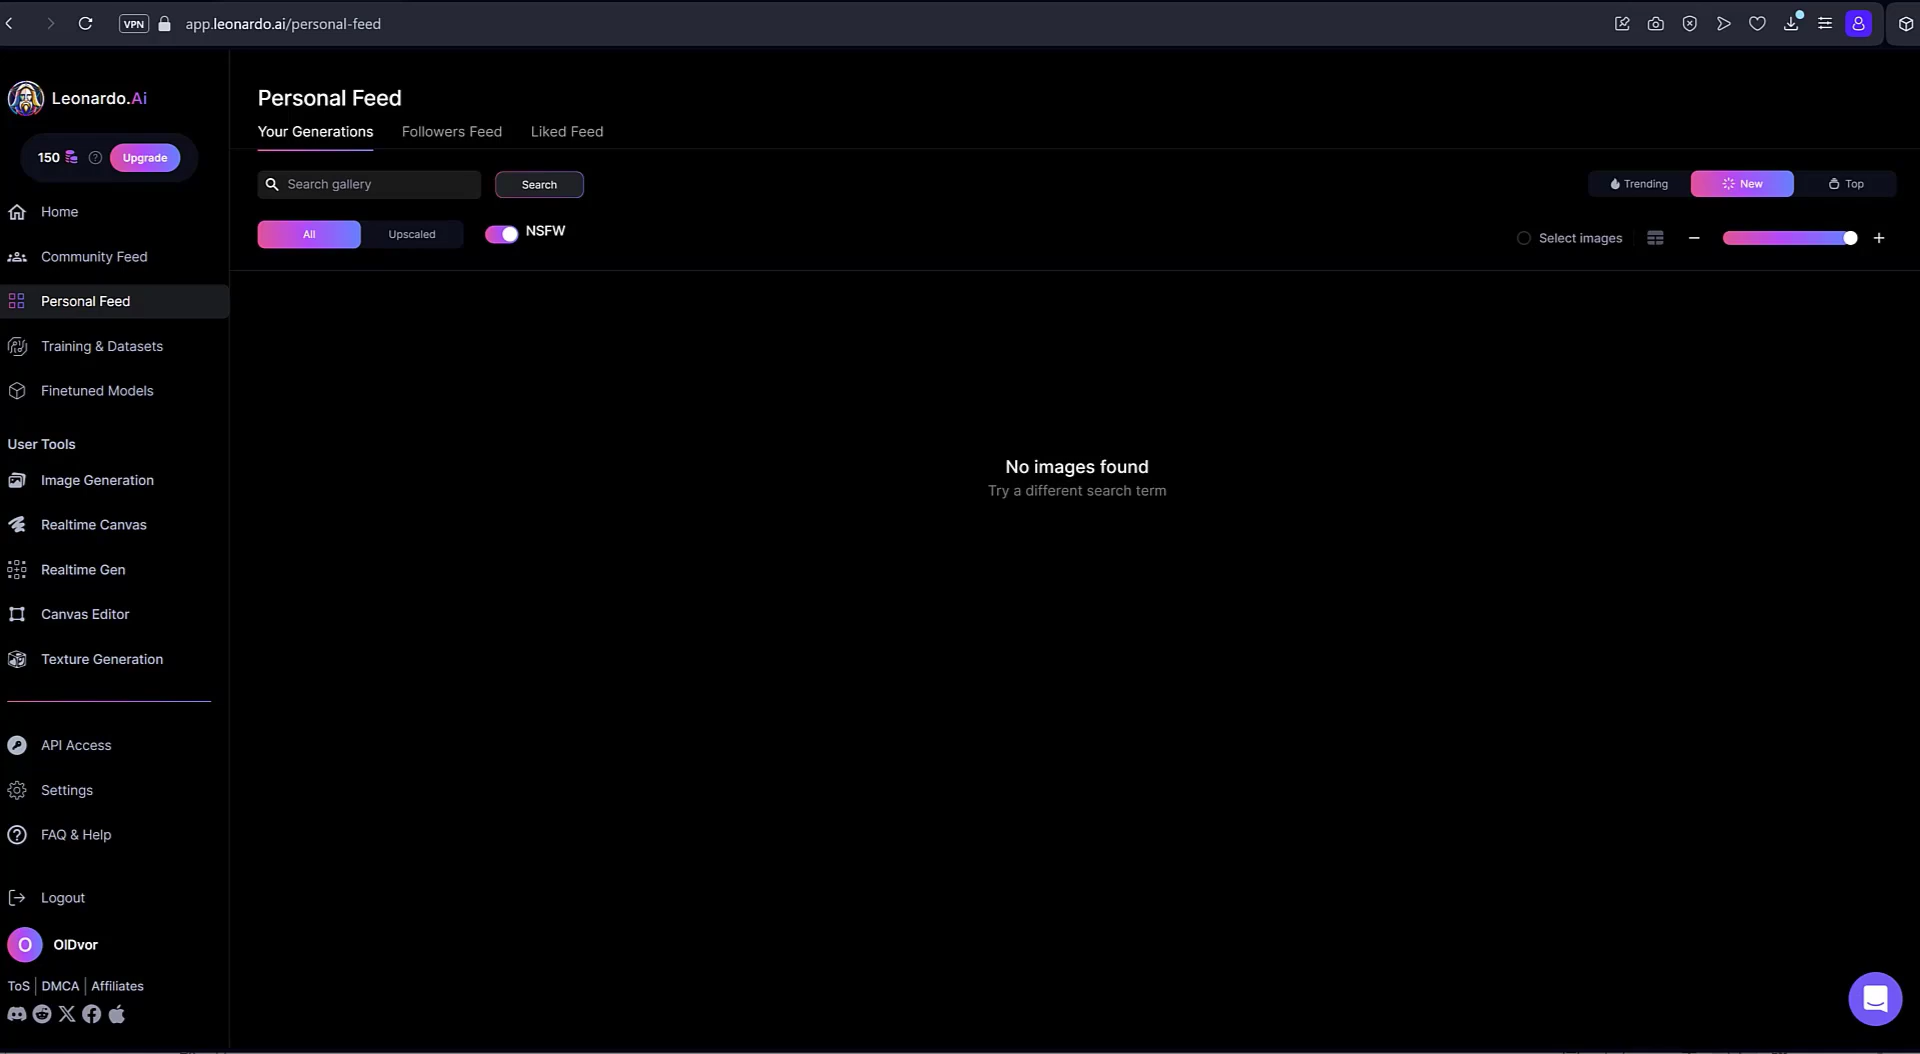 VPN
app.leonardo.ai/personal-feed
Leonardo.Ai
150
Upgrade
Home
Community Feed
Personal Feed
Training & Datasets
Finetuned Models
User Tools
Image Generation
Realtime Canvas
Realtime Gen
Canvas Editor
Texture Generation
API Access
Settings
FAQ & Help
Logout
O OlDvor
ToS | DMCA | Affiliates
Personal Feed
Your Generations Followers Feed Liked Feed
Search gallery Search
Trending New Top
All Upscaled NSFW
Select images
No images found
Try a different search term